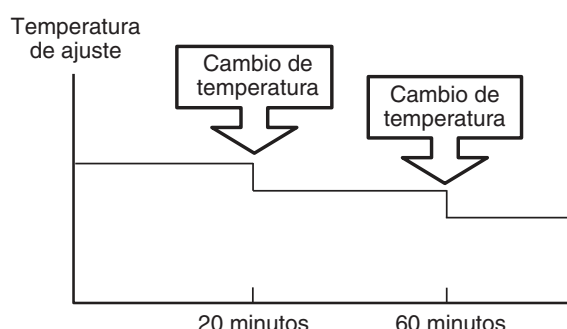 Temperatura
de ajuste
Cambio de
temperatura
Cambio de
temperatura
20 minutos
60 minutos